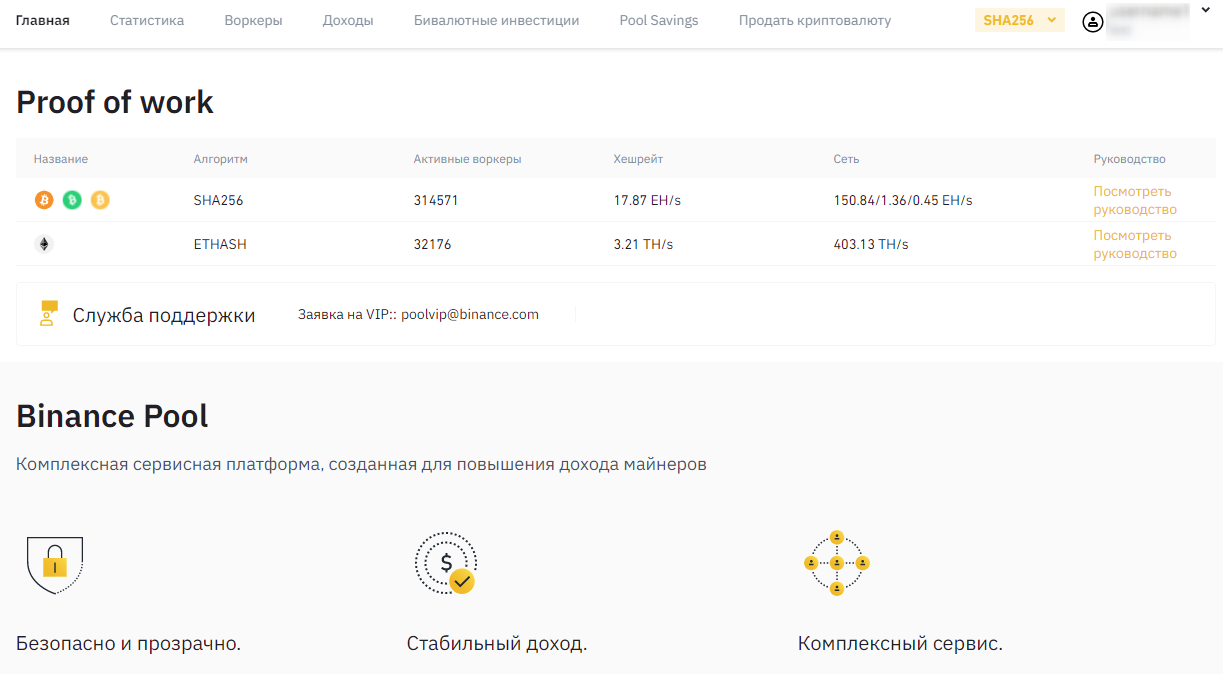 Главная Статистика Воркеры Доходы Бивалютные инвестиции Pool Savings Продать криптовалюту SHA256
Proof of work
Название Алгоритм Активные воркеры Хешрейт Сеть Руководство
SHA256 314571 17.87 EH/s 150.84/1.36/0.45 EH/s Посмотреть
руководство
ETHASH 32176 3.21 TH/s 403.13 TH/s Посмотреть
руководство
Служба поддержки Заявка на VIP:: poolvip@binance.com
Binance Pool
Комплексная сервисная платформа, созданная для повышения дохода майнеров
Безопасно и прозрачно. Стабильный доход. Комплексный сервис.